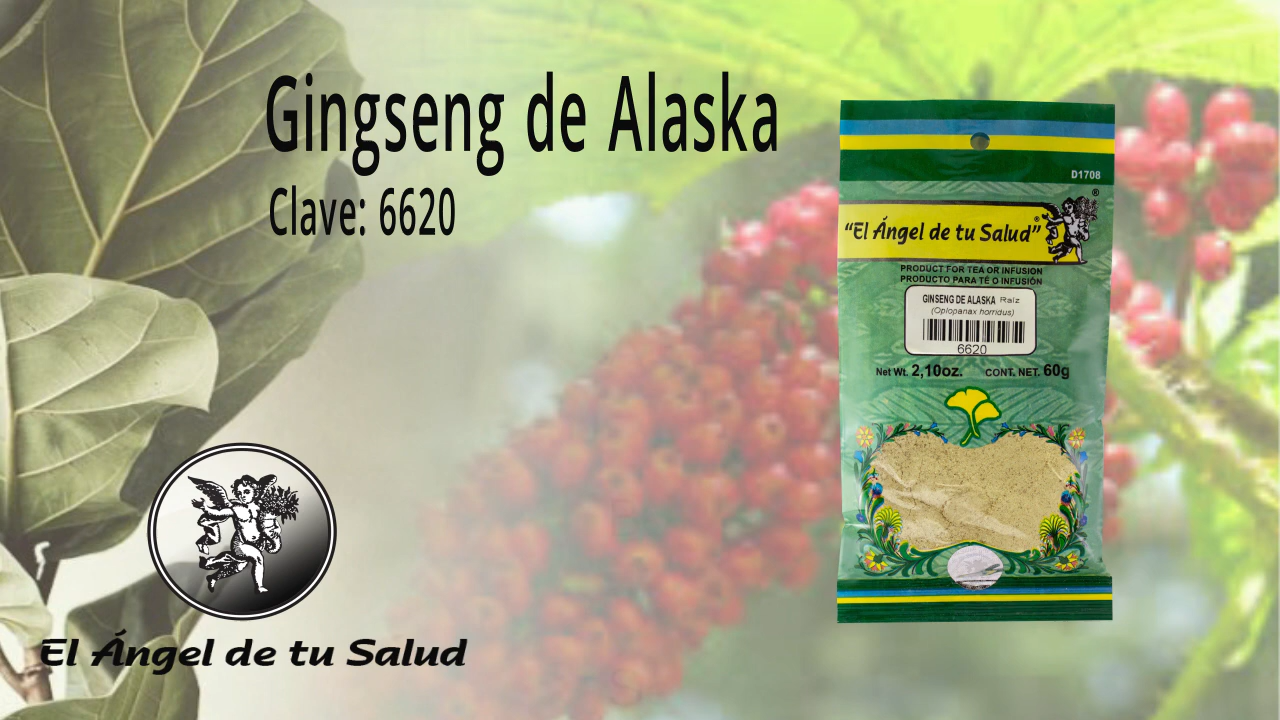 Gingseng de Alaska
Clave: 6620
D1708
®
"El Ángel de tu Salud"®
PRODUCT FOR TEA OR INFUSION
PRODUCTO PARA TÉ O INFUSIÓN
GINSENG DE ALASKA Raíz
(Oplopanax horridus)
6620
Net Wt. 2,10oz. CONT. NET. 60g
El Ángel de tu Salud